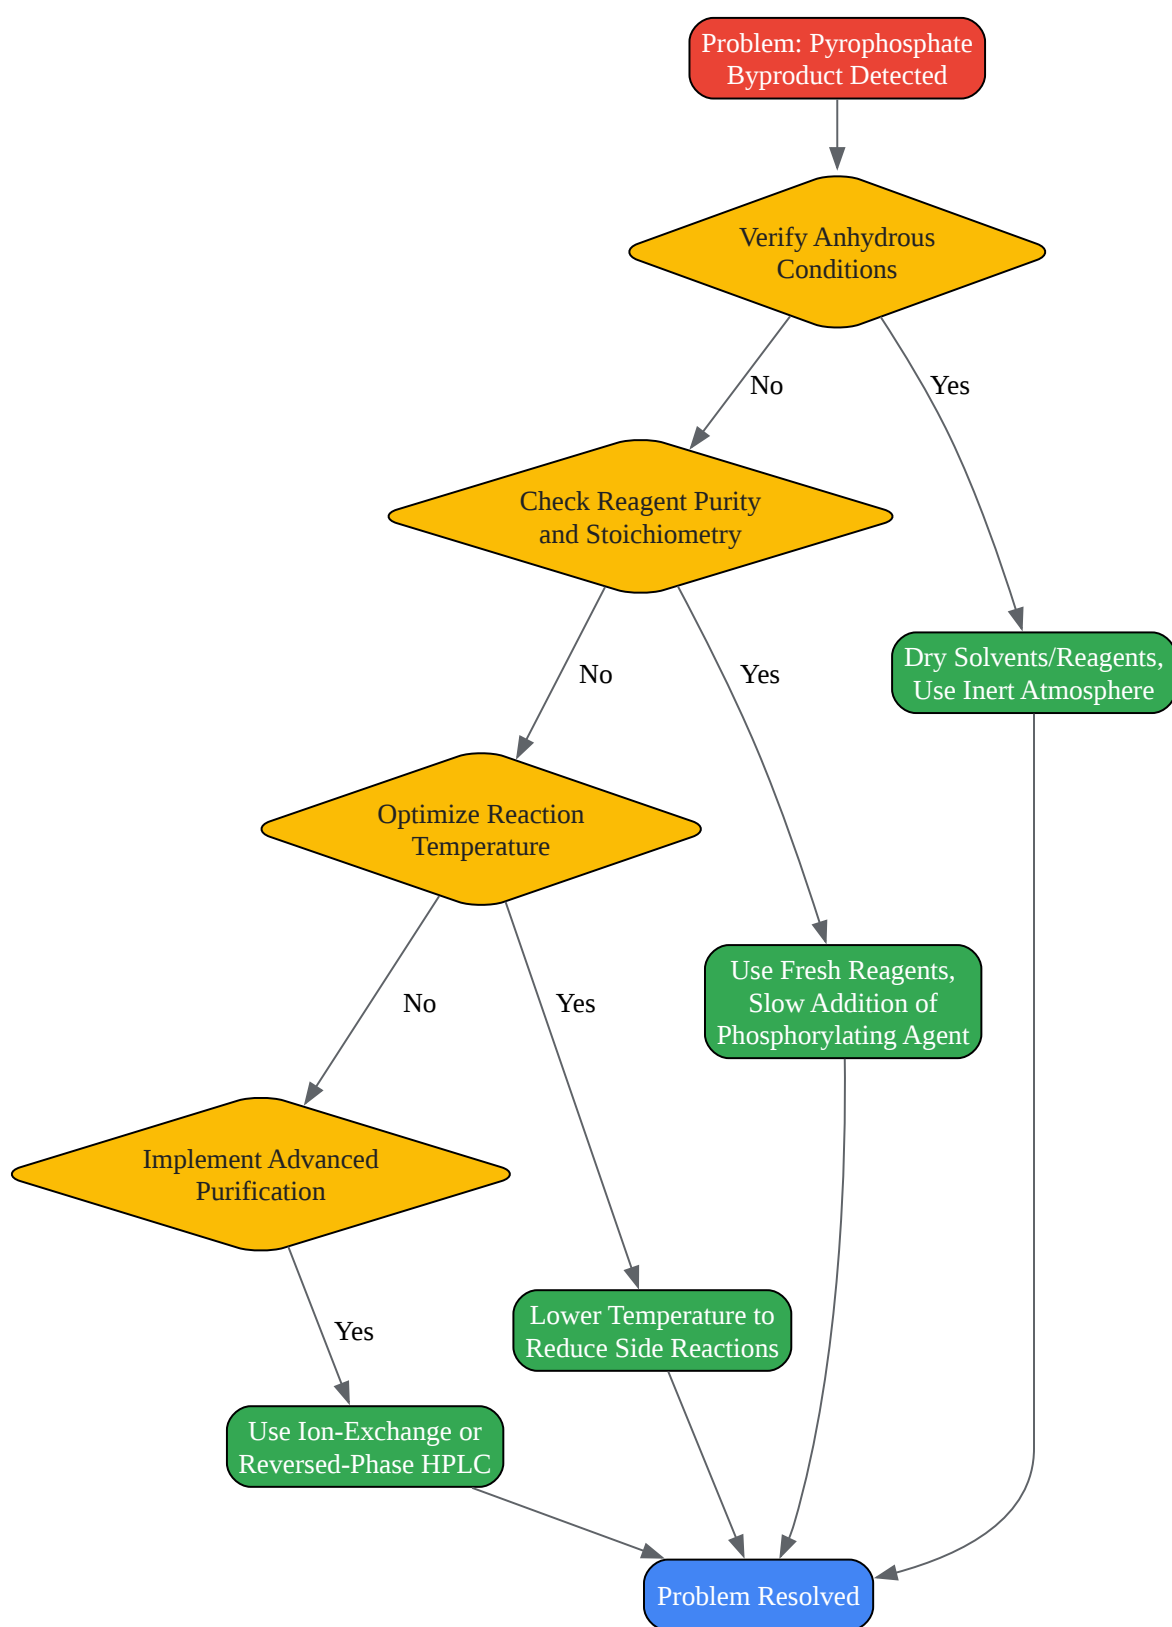 Problem: Pyrophosphate
Byproduct Detected
Verify Anhydrous
Conditions
No
Yes
Check Reagent Purity
and Stoichiometry
Dry Solvents/Reagents,
Use Inert Atmosphere
No
Yes
Optimize Reaction
Temperature
Use Fresh Reagents,
Slow Addition of
Phosphorylating Agent
No
Yes
Implement Advanced
Purification
Lower Temperature to
Reduce Side Reactions
Yes
Use Ion-Exchange or
Reversed-Phase HPLC
Problem Resolved